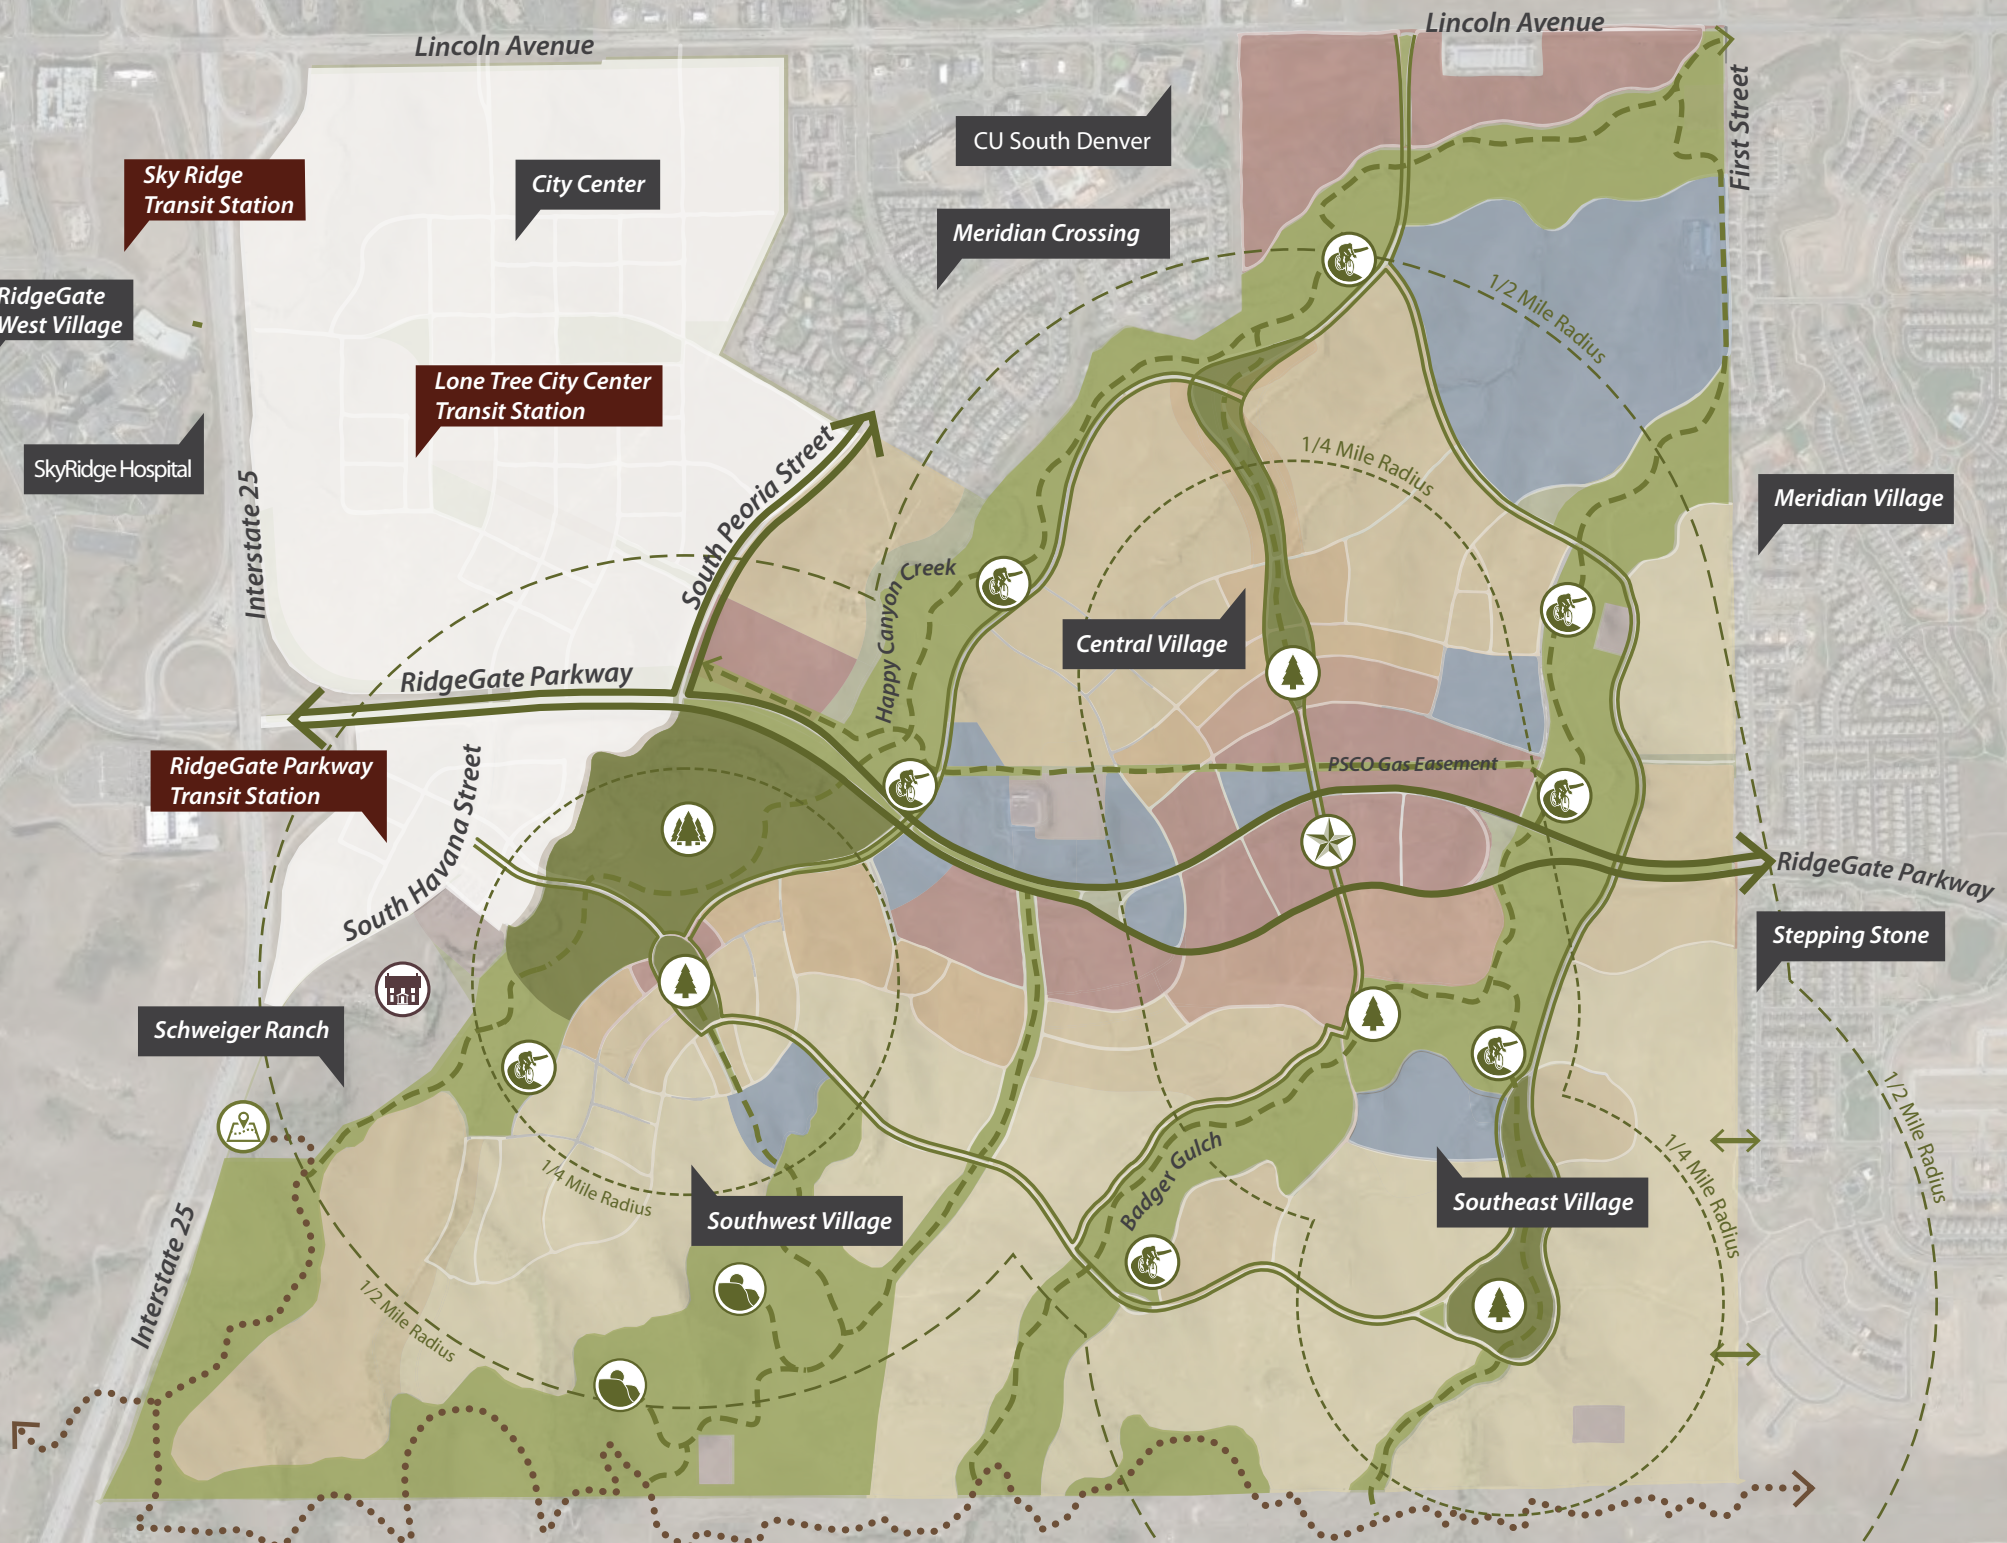 Lincoln Avenue
Lincoln Avenue
First Street
CU South Denver
Sky Ridge
Transit Station
City Center
Meridian Crossing
RidgeGate
West Village
1/2 Mile Radius
Lone Tree City Center
Transit Station
SkyRidge Hospital
Interstate 25
South Peoria Street
1/4 Mile Radius
Meridian Village
Happy Canyon Creek
Central Village
RidgeGate Parkway
PSCO Gas Easement
RidgeGate Parkway
Transit Station
South Havana Street
RidgeGate Parkway
Stepping Stone
Schweiger Ranch
1/2 Mile Radius
1/4 Mile Radius
Badger Gulch
1/4 Mile Radius
Southwest Village
Southeast Village
Interstate 25
1/2 Mile Radius